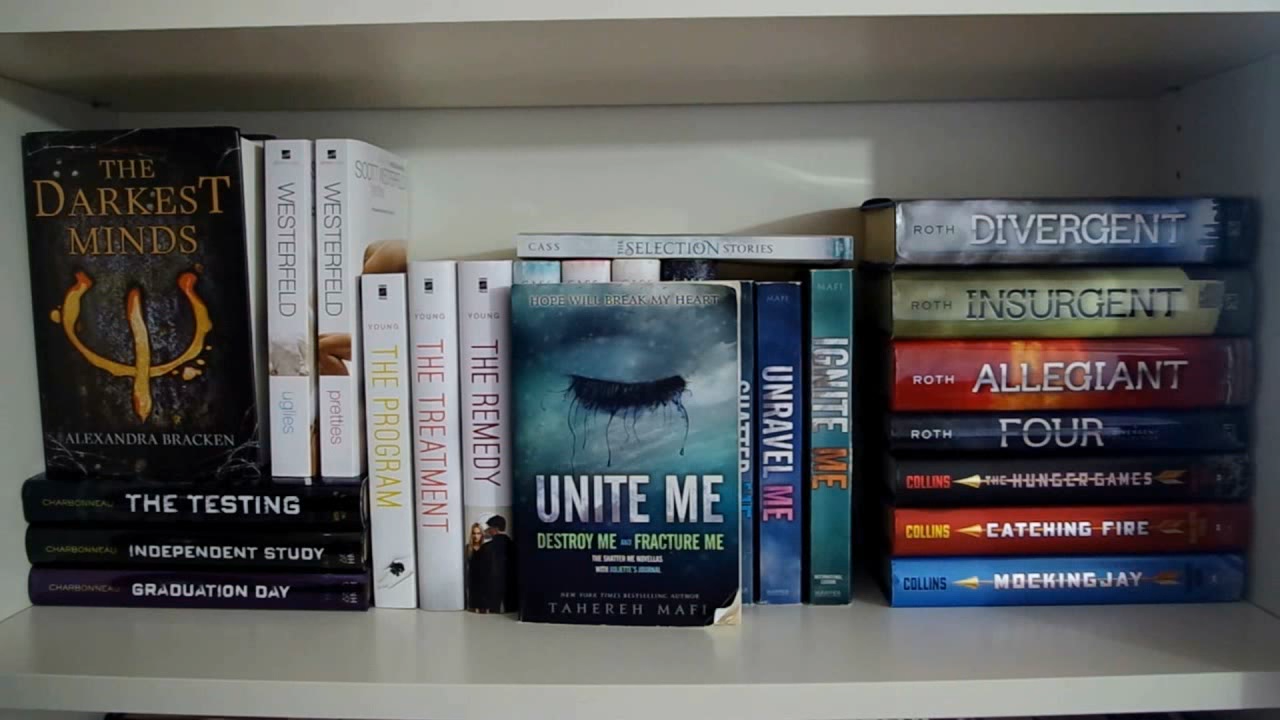 THE
DARKEST
MINDS
ALEXANDRA BRACKEN
CHARBONNEAU THE TESTING
CHARBONNEAU INDEPENDENT STUDY
CHARBONNEAU GRADUATION DAY
WESTERFELD uglies
WESTERFELD pretties
SCOTT WESTERFELD
YOUNG THE PROGRAM
YOUNG THE TREATMENT
YOUNG THE REMEDY
CASS THE SELECTION STORIES
HOPE WILL BREAK MY HEART
UNITE ME
DESTROY ME AND FRACTURE ME
THE SHATTER ME NOVELLAS
WITH JULIETTE'S JOURNAL
NEW YORK TIMES BESTSELLING AUTHOR
TAHEREH MAFI
MAFI UNRAVEL ME
MAFI IGNITE ME
ROTH DIVERGENT
ROTH INSURGENT
ROTH ALLEGIANT
ROTH FOUR
COLLINS THE HUNGER GAMES
COLLINS CATCHING FIRE
COLLINS MOCKINGJAY